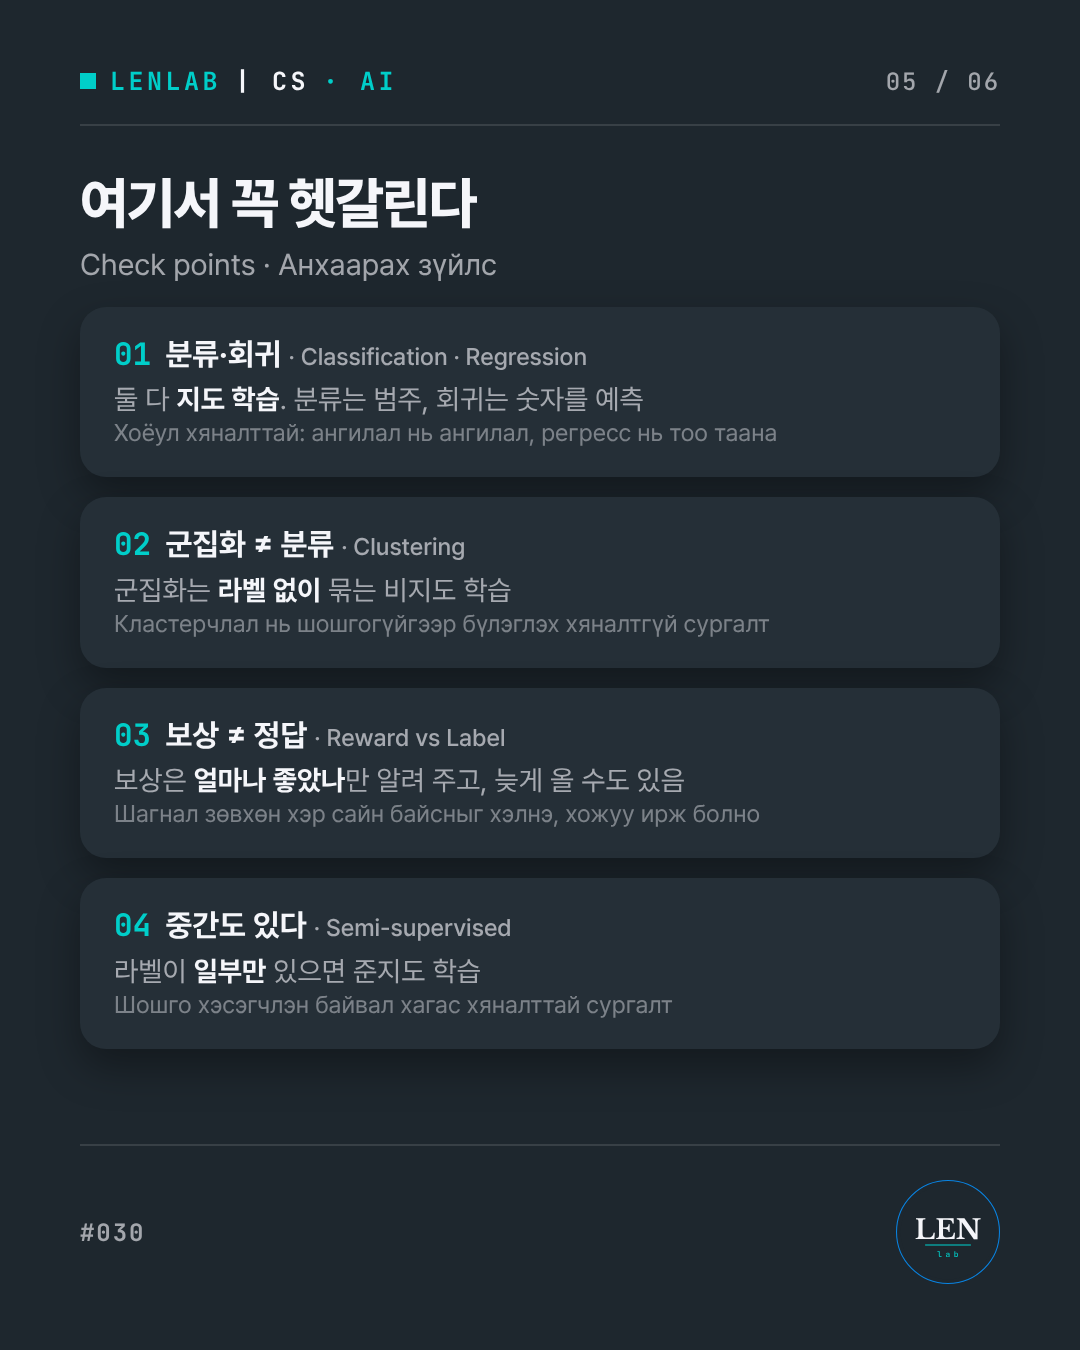 LENLAB | CS · AI
05 / 06
여기서 꼭 헷갈린다
Check points · Анхаарах зүйлс
01 분류·회귀 · Classification · Regression
둘 다 지도 학습. 분류는 범주, 회귀는 숫자를 예측
Хоёул хяналттай: ангилал нь ангилал, регресс нь тоо таана
02 군집화 ≠ 분류 · Clustering
군집화는 라벨 없이 묶는 비지도 학습
Кластерчлал нь шошгогүйгээр бүлэглэх хяналтгүй сургалт
03 보상 ≠ 정답 · Reward vs Label
보상은 얼마나 좋았나만 알려 주고, 늦게 올 수도 있음
Шагнал зөвхөн хэр сайн байсныг хэлнэ, хожуу ирж болно
04 중간도 있다 · Semi-supervised
라벨이 일부만 있으면 준지도 학습
Шошго хэсэгчлэн байвал хагас хяналттай сургалт
#030
LEN
lab